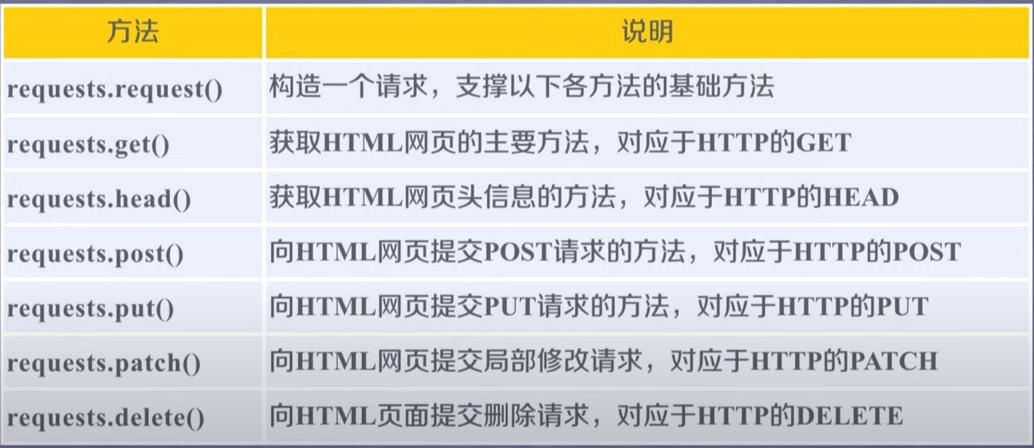 方法 说明
requests.request() 构造一个请求，支撑以下各方法的基础方法
requests.get() 获取HTML网页的主要方法，对应于HTTP的GET
requests.head() 获取HTML网页头信息的方法，对应于HTTP的HEAD
requests.post() 向HTML网页提交POST请求的方法，对应于HTTP的POST
requests.put() 向HTML网页提交PUT请求的方法，对应于HTTP的PUT
requests.patch() 向HTML网页提交局部修改请求，对应于HTTP的PATCH
requests.delete() 向HTML页面提交删除请求，对应于HTTP的DELETE